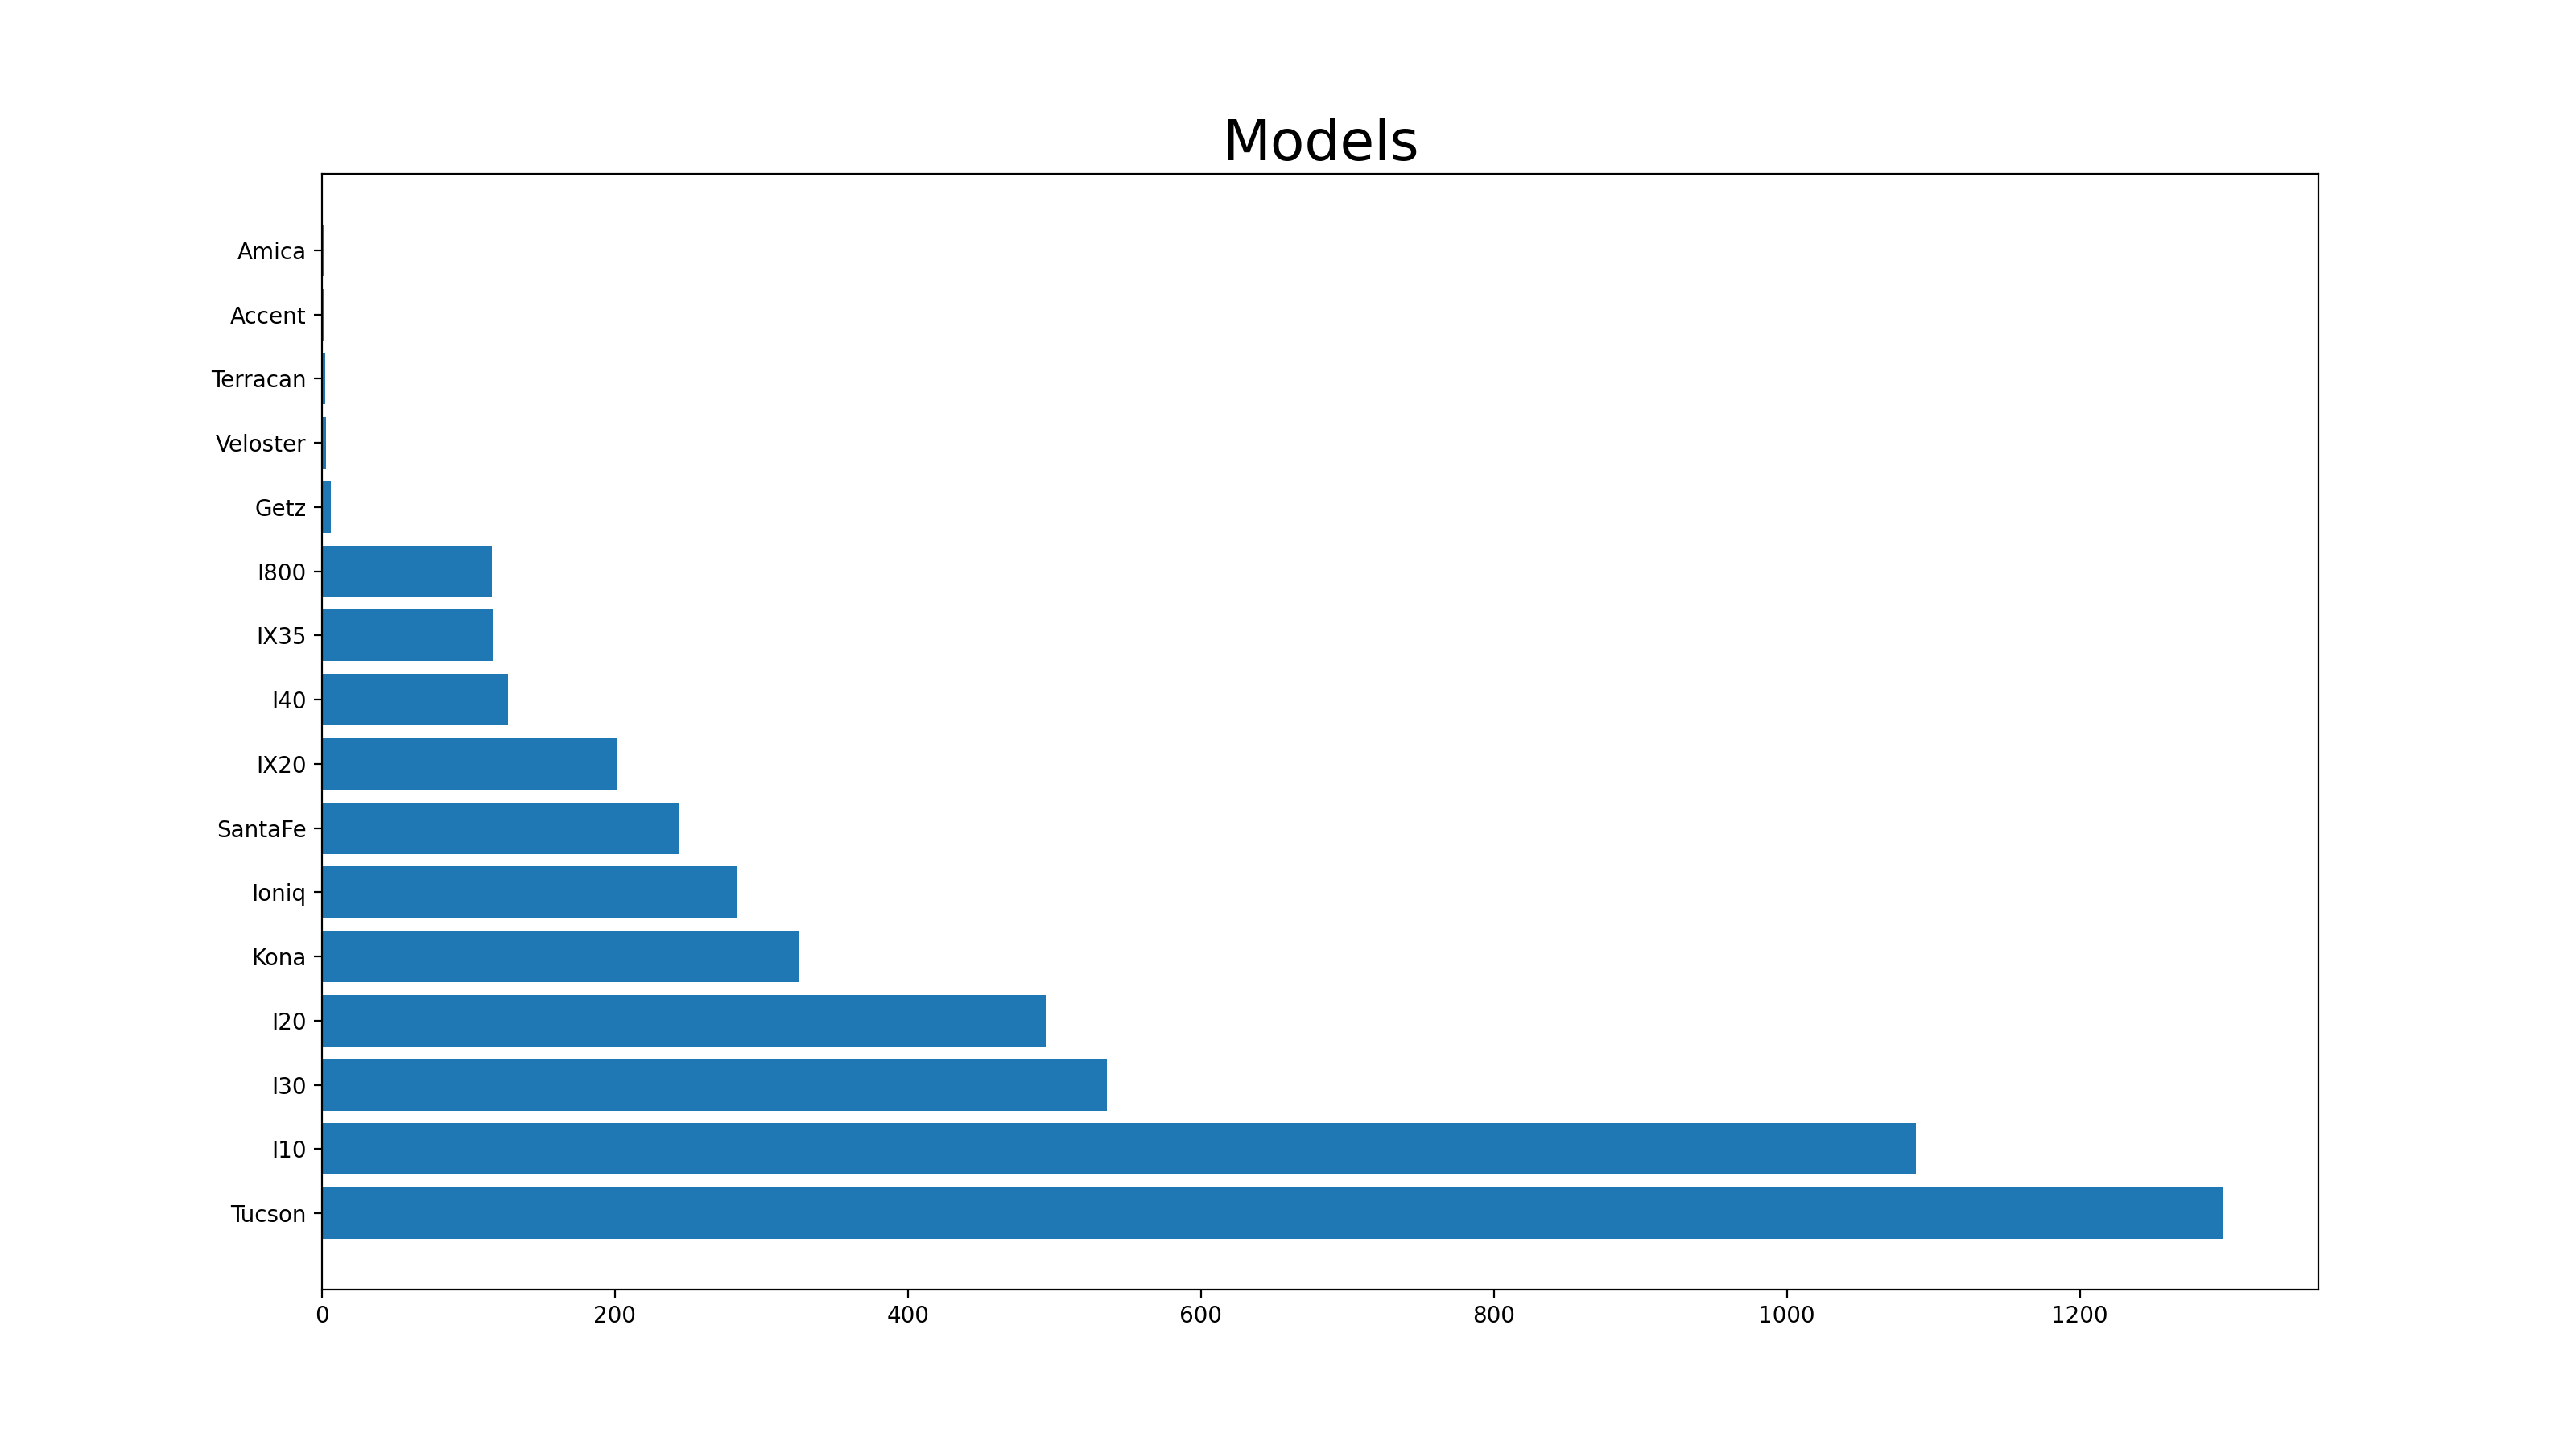 Models
Amica
Accent
Terracan
Veloster
Getz
I800
IX35
I40
IX20
SantaFe
Ioniq
Kona
I20
I30
I10
Tucson
0 200 400 600 800 1000 1200